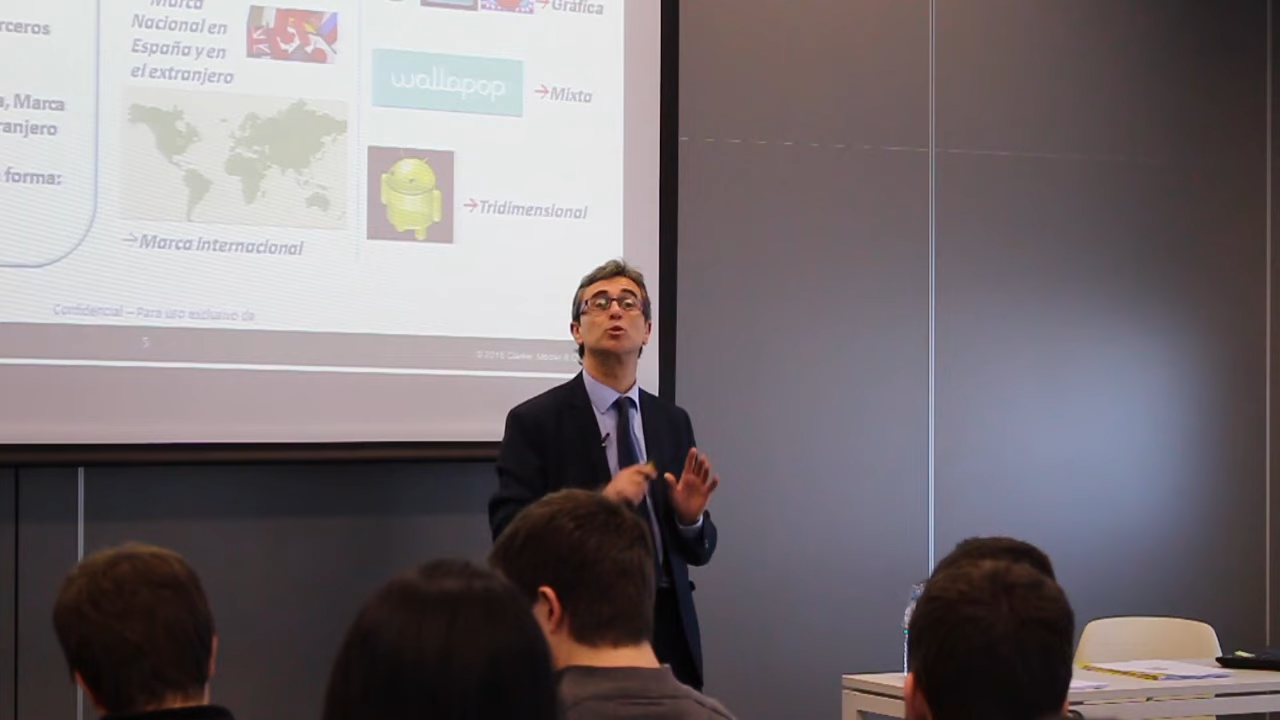 rceros
a, Marca
ranjero
forma:
Marca
Nacional en
España y en
el extranjero
→Marca internacional
→Gráfica
wallapop
→Mixta
→Tridimensional
Confidencial – Para uso exclusivo de
5